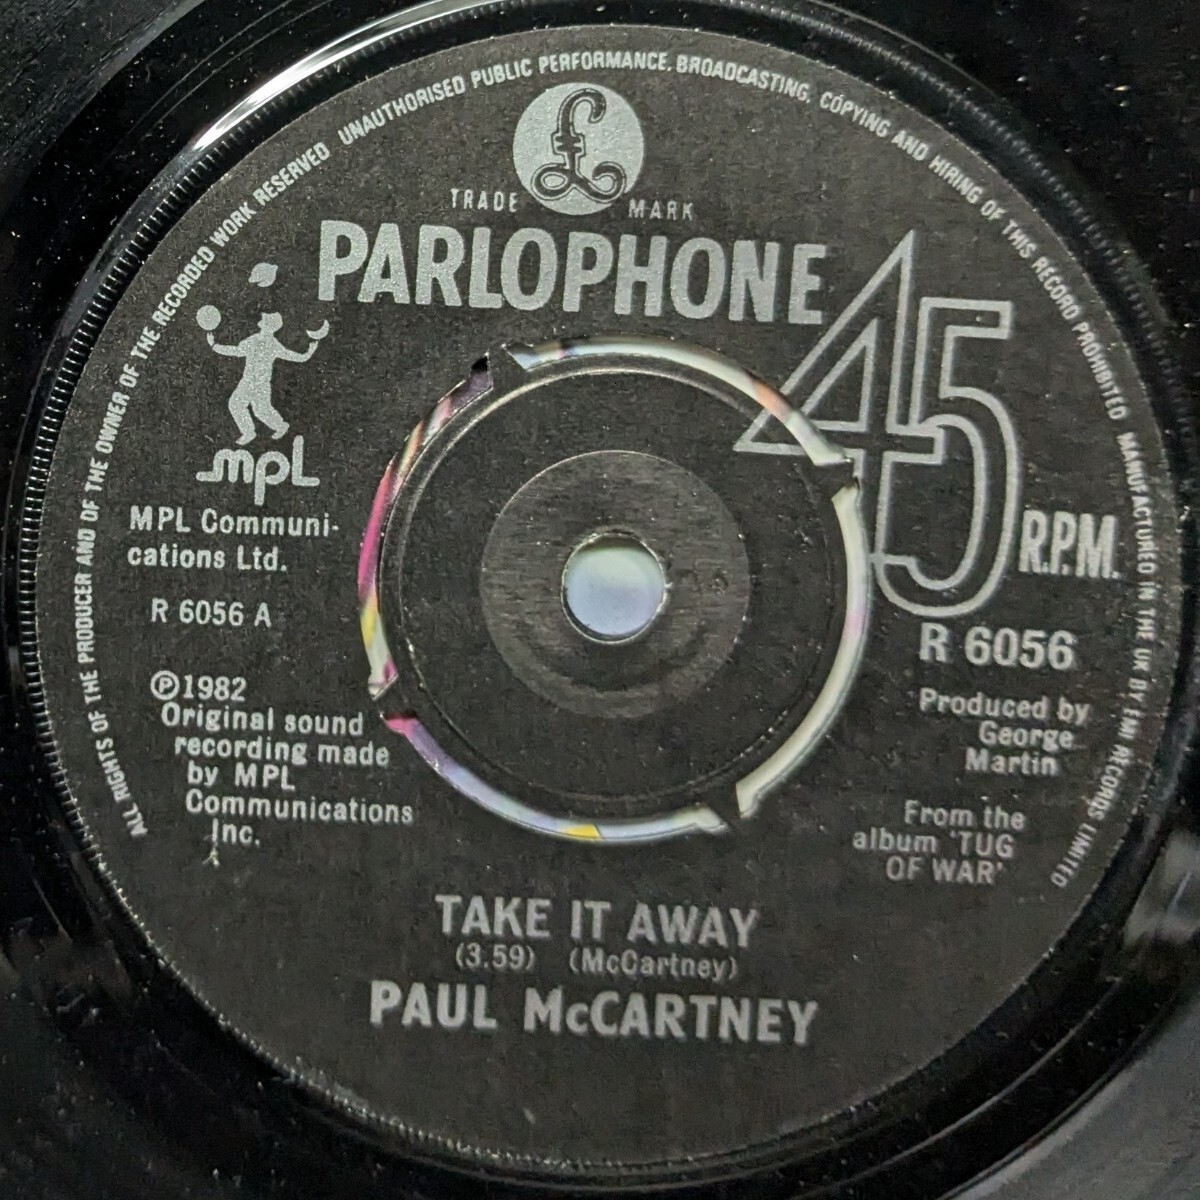 ALL RIGHTS OF THE PRODUCER AND OF THE OWNER OF THE RECORDED WORK RESERVED UNAUTHORISED PUBLIC PERFORMANCE, BROADCASTING, COPYING AND HIRING OF THIS RECORD PROHIBITED MANUFACTURED IN THE UK BY EMI RECORDS LIMITED
£
TRADE MARK
PARLOPHONE
45
R.P.M.
mpl
MPL Communi-
cations Ltd.
R 6056 A
℗1982
Original sound
recording made
by MPL
Communications
Inc.
R 6056
Produced by
George
Martin
From the
album 'TUG
OF WAR'
TAKE IT AWAY
(3.59) (McCartney)
PAUL McCARTNEY